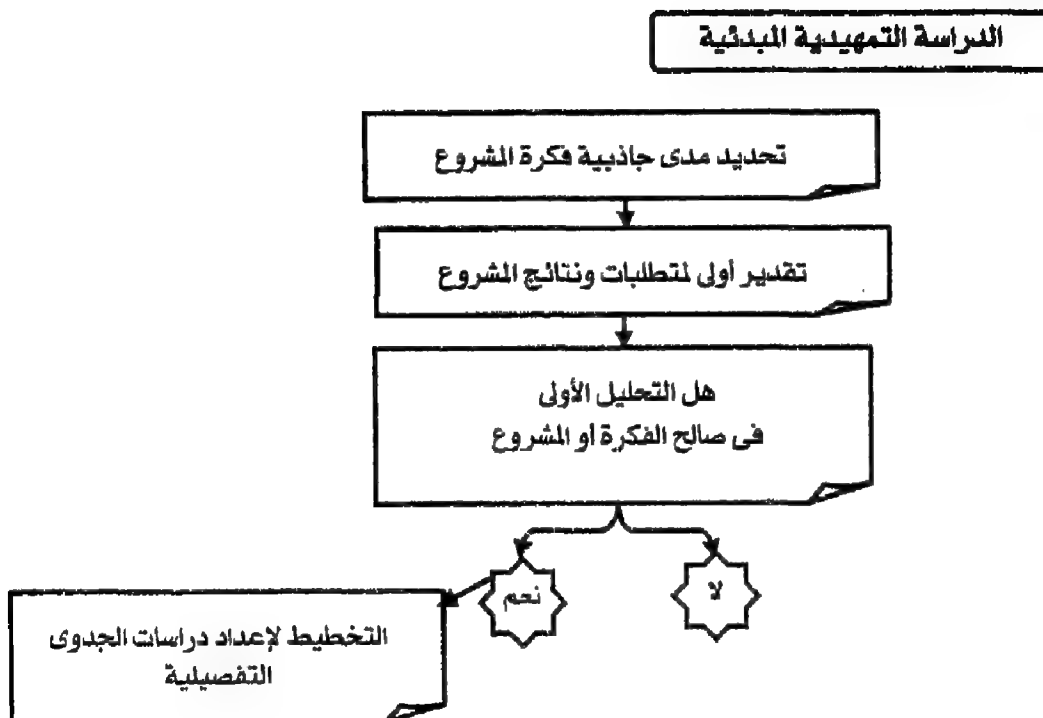 الدراسة التمهيدية المبدئية
تحديد مدى جاذبية فكرة المشروع
تقدير أولى لمتطلبات ونتائج المشروع
هل التحليل الأولى
فى صالح الفكرة أو المشروع
لا
نعم
التخطيط لإعداد دراسات الجدوى
التفصيلية